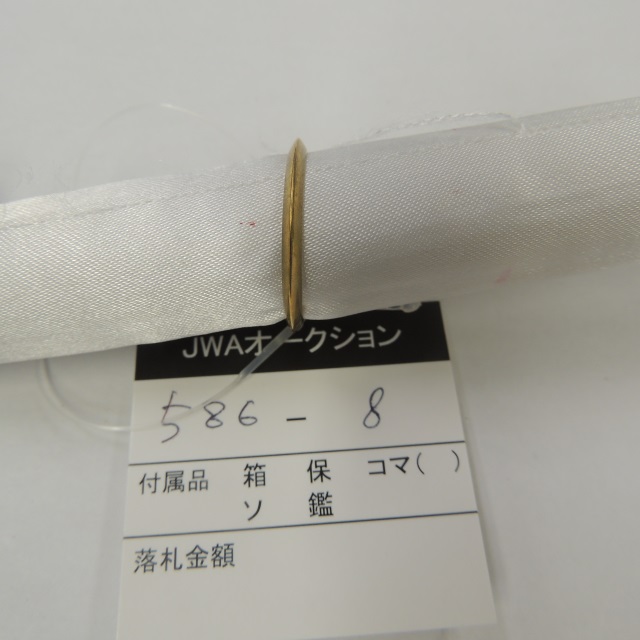 JWAオークション
586-8
付属品 箱 保 コマ( )
ソ 鑑
落札金額